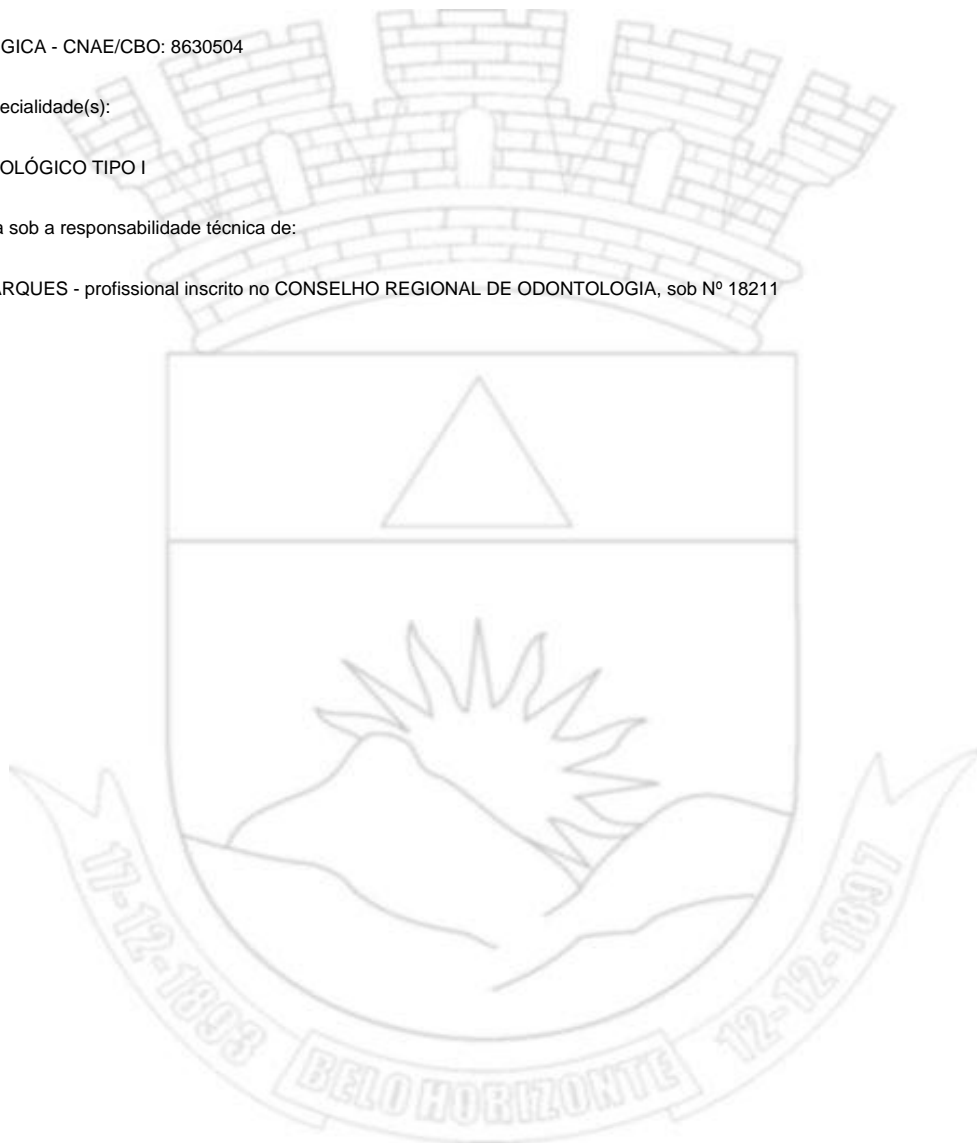 GICA - CNAE/CBO: 8630504
ecialidade(s):
OLÓGICO TIPO I
a sob a responsabilidade técnica de:
ARQUES - profissional inscrito no CONSELHO REGIONAL DE ODONTOLOGIA, sob Nº 18211
17-12-1893
BELO HORIZONTE
12-12-1897